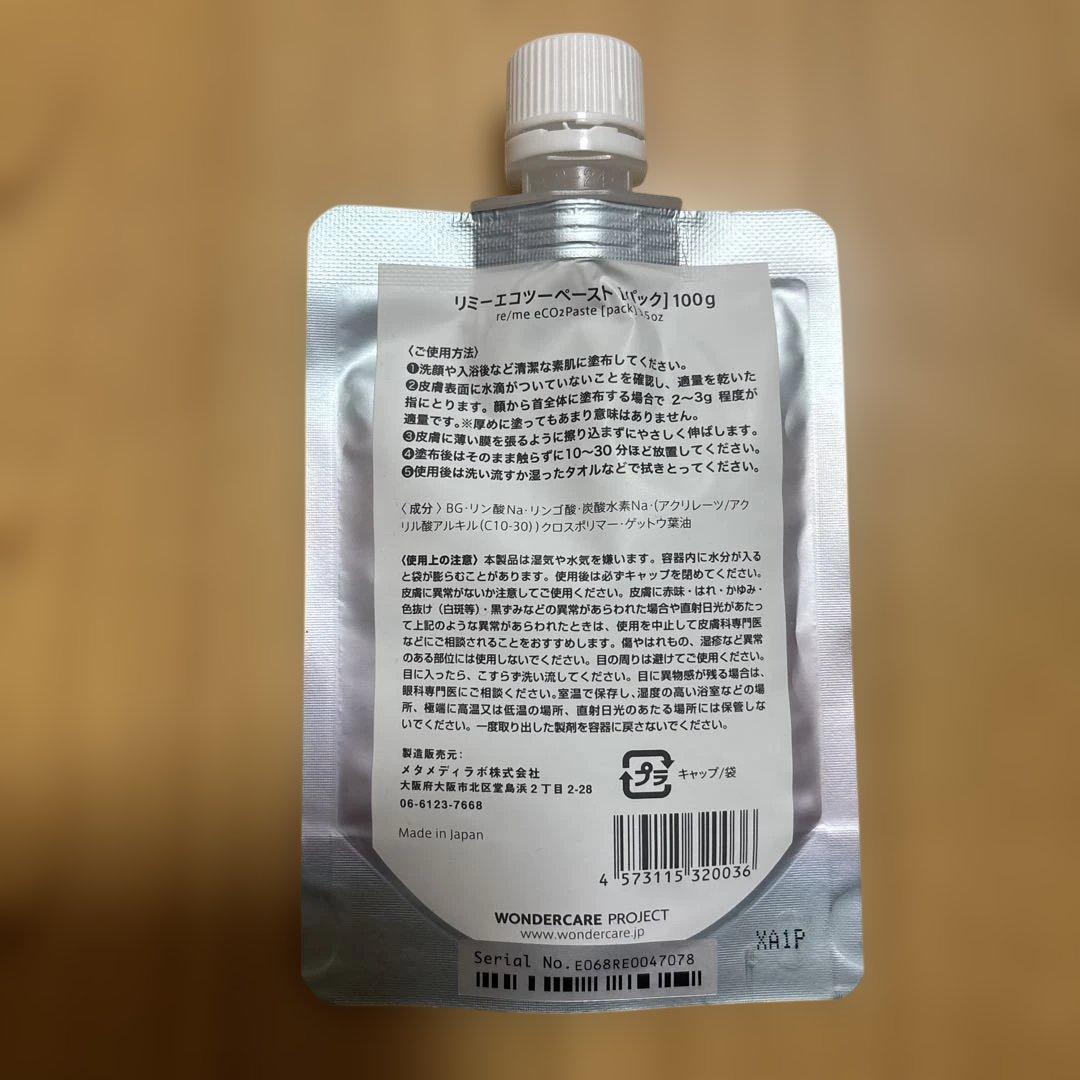 リミーエコツーペースト [パック] 100g
re/me eCO₂Paste [pack] 3.5oz
〈ご使用方法〉
❶洗顔や入浴後など清潔な素肌に塗布してください。
❷皮膚表面に水滴がついていないことを確認し、適量を乾いた
指にとります。顔から首全体に塗布する場合で 2〜3g 程度が
適量です。※厚めに塗ってもあまり意味はありません。
❸皮膚に薄い膜を張るように擦り込まずにやさしく伸ばします。
❹塗布後はそのまま触らずに10〜30 分ほど放置してください。
❺使用後は洗い流すか湿ったタオルなどで拭きとってください。
〈 成分 〉BG・リン酸Na・リンゴ酸・炭酸水素Na・(アクリレーツ/アク
リル酸アルキル(C10-30))クロスポリマー・ゲットウ葉油
〈使用上の注意〉本製品は湿気や水気を嫌います。容器内に水分が入る
と袋が膨らむことがあります。使用後は必ずキャップを閉めてください。
皮膚に異常がないか注意してご使用ください。皮膚に赤味・はれ・かゆみ・
色抜け（白斑等）・黒ずみなどの異常があらわれた場合や直射日光があたっ
て上記のような異常があらわれたときは、使用を中止して皮膚科専門医
などにご相談されることをおすすめします。傷やはれもの、湿疹など異常
のある部位には使用しないでください。目の周りは避けてご使用ください。
目に入ったら、こすらず洗い流してください。目に異物感が残る場合は、
眼科専門医にご相談ください。室温で保存し、湿度の高い浴室などの場
所、極端に高温又は低温の場所、直射日光のあたる場所には保管しな
いでください。一度取り出した製剤を容器に戻さないでください。
製造販売元：
メタメディラボ株式会社
大阪府大阪市北区堂島浜２丁目 2-28
06-6123-7668
プラ キャップ/袋
Made in Japan
4 573115 320036
WONDERCARE PROJECT
www.wondercare.jp
XA1P
Serial No. E068RE0047078